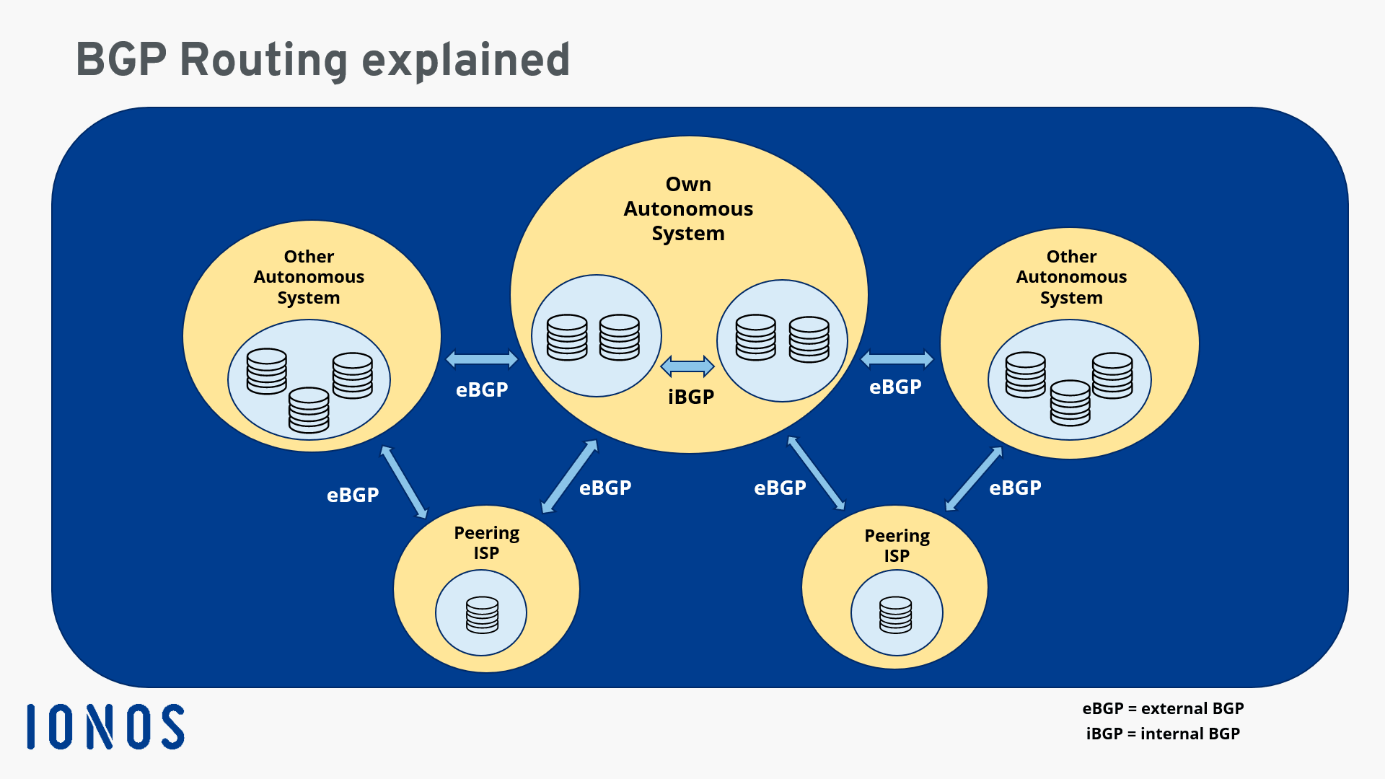 BGP Routing explained
Own
Autonomous
System
Other
Autonomous
System
Other
Autonomous
System
eBGP
iBGP
eBGP
eBGP
eBGP
eBGP
eBGP
Peering
ISP
Peering
ISP
IONOS
eBGP = external BGP
iBGP = internal BGP